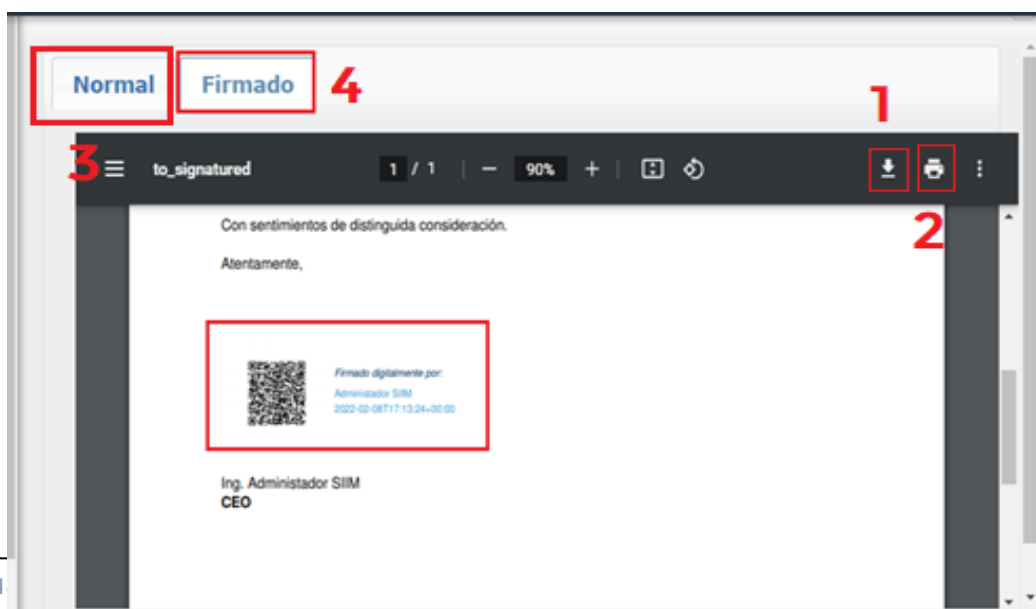 Normal Firmado 4
1
3 to_signatured 1 / 1 90%
2
Con sentimientos de distinguida consideración.
Atentamente,
Firmado digitalmente por:
Administador SIIM
2022-02-08T17:13:24+00:00
Ing. Administador SIIM
CEO